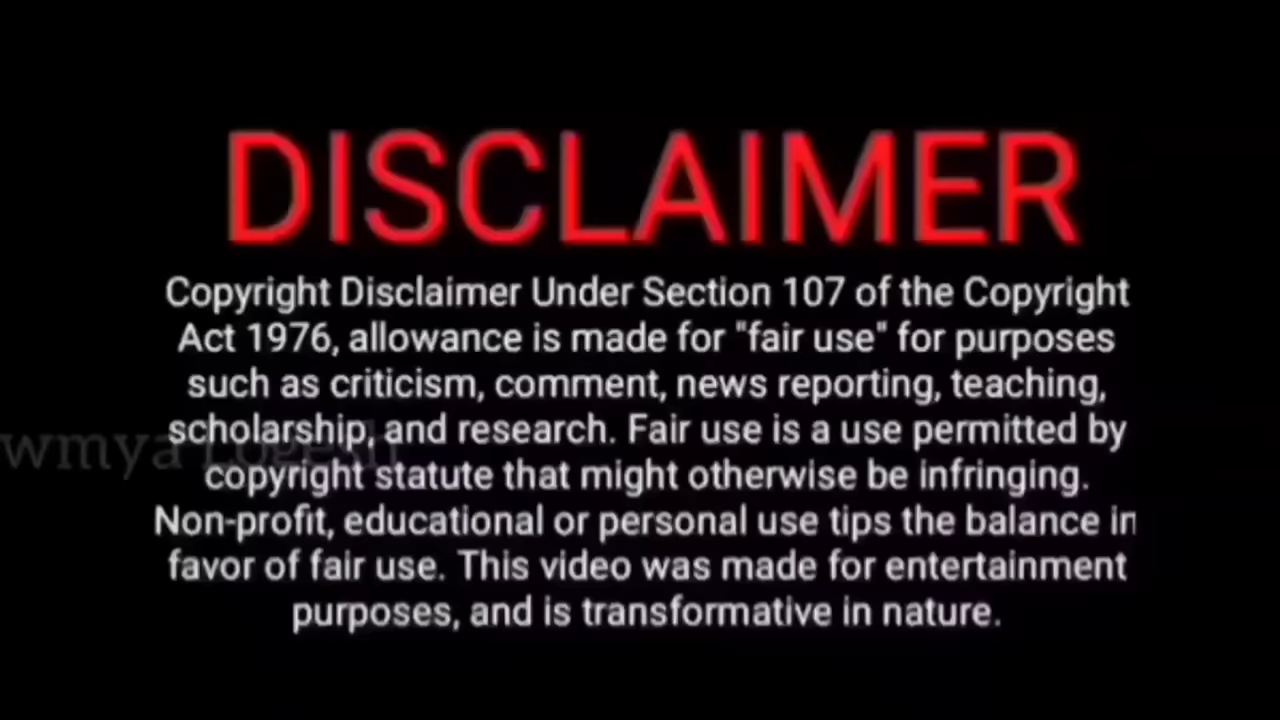 DISCLAIMER
Copyright Disclaimer Under Section 107 of the Copyright
Act 1976, allowance is made for "fair use" for purposes
such as criticism, comment, news reporting, teaching,
scholarship, and research. Fair use is a use permitted by
copyright statute that might otherwise be infringing.
Non-profit, educational or personal use tips the balance in
favor of fair use. This video was made for entertainment
purposes, and is transformative in nature.